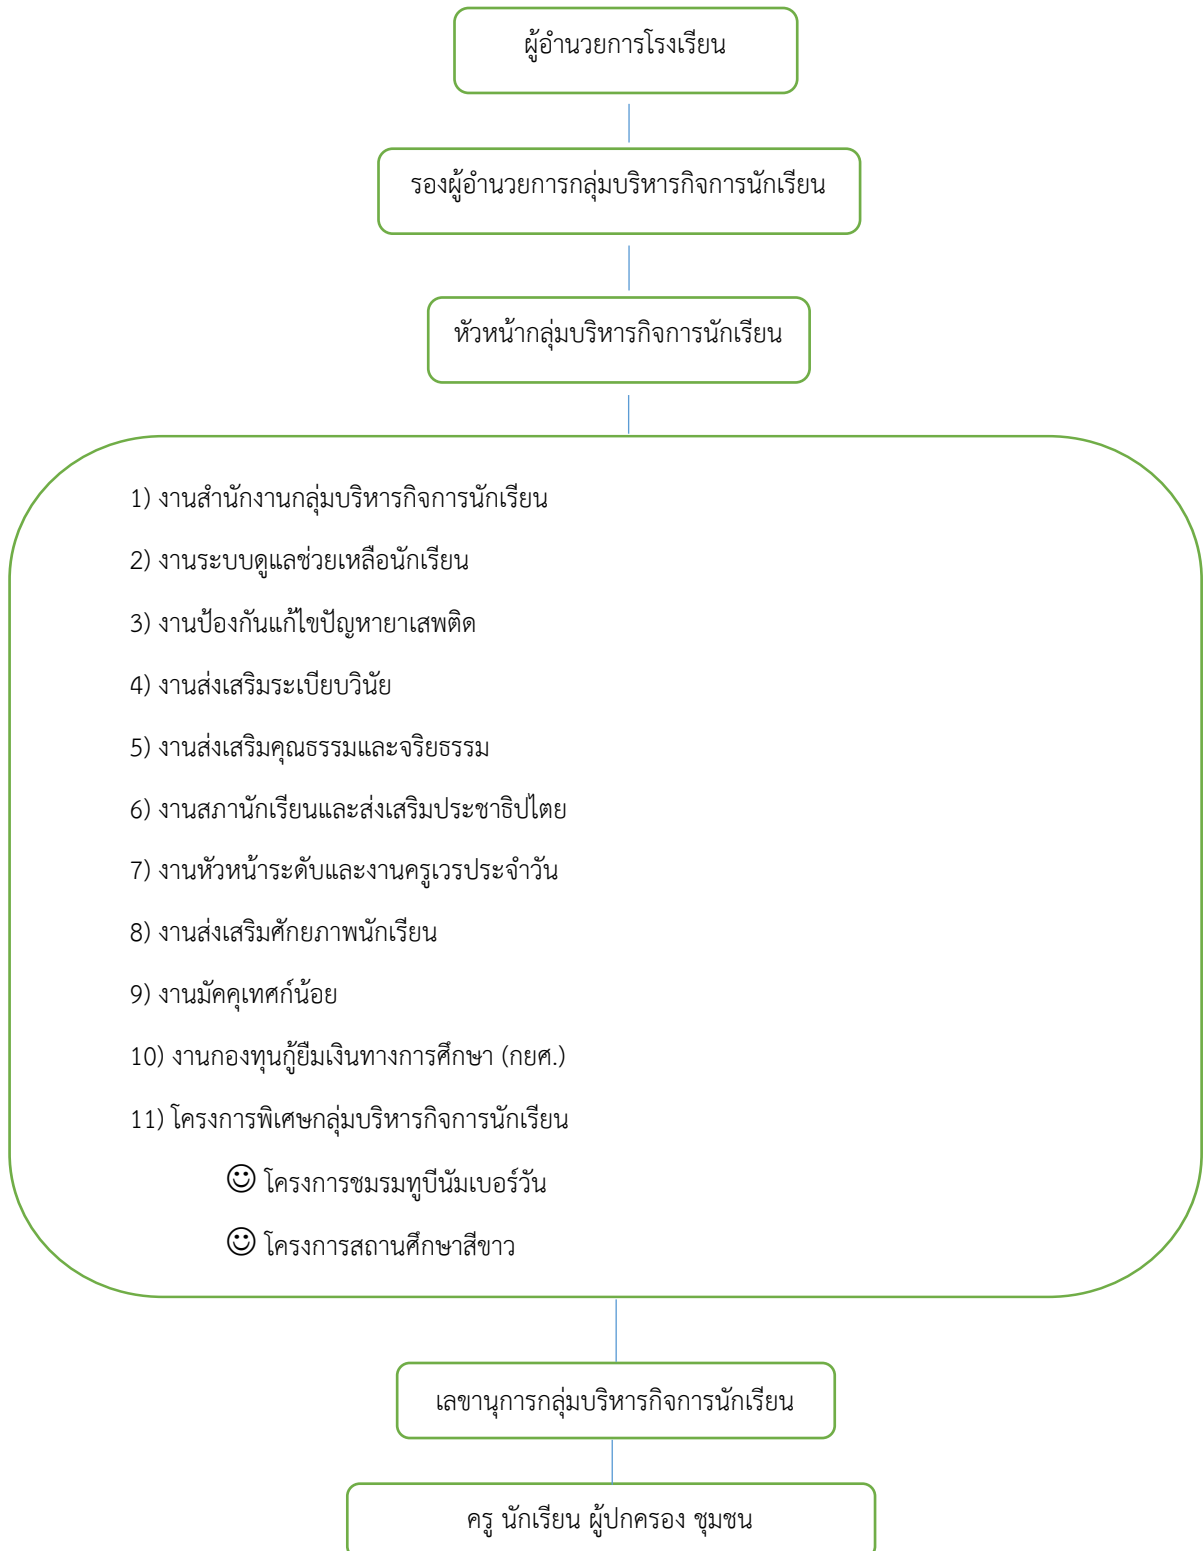 ผู้อำนวยการโรงเรียน
รองผู้อำนวยการกลุ่มบริหารกิจการนักเรียน
หัวหน้ากลุ่มบริหารกิจการนักเรียน
1) งานสำนักงานกลุ่มบริหารกิจการนักเรียน
2) งานระบบดูแลช่วยเหลือนักเรียน
3) งานป้องกันแก้ไขปัญหายาเสพติด
4) งานส่งเสริมระเบียบวินัย
5) งานส่งเสริมคุณธรรมและจริยธรรม
6) งานสภานักเรียนและส่งเสริมประชาธิปไตย
7) งานหัวหน้าระดับและงานครูเวรประจำวัน
8) งานส่งเสริมศักยภาพนักเรียน
9) งานมัคคุเทศก์น้อย
10) งานกองทุนกู้ยืมเงินทางการศึกษา (กยศ.)
11) โครงการพิเศษกลุ่มบริหารกิจการนักเรียน
☺ โครงการชมรมทูบีนัมเบอร์วัน
☺ โครงการสถานศึกษาสีขาว
เลขานุการกลุ่มบริหารกิจการนักเรียน
ครู นักเรียน ผู้ปกครอง ชุมชน